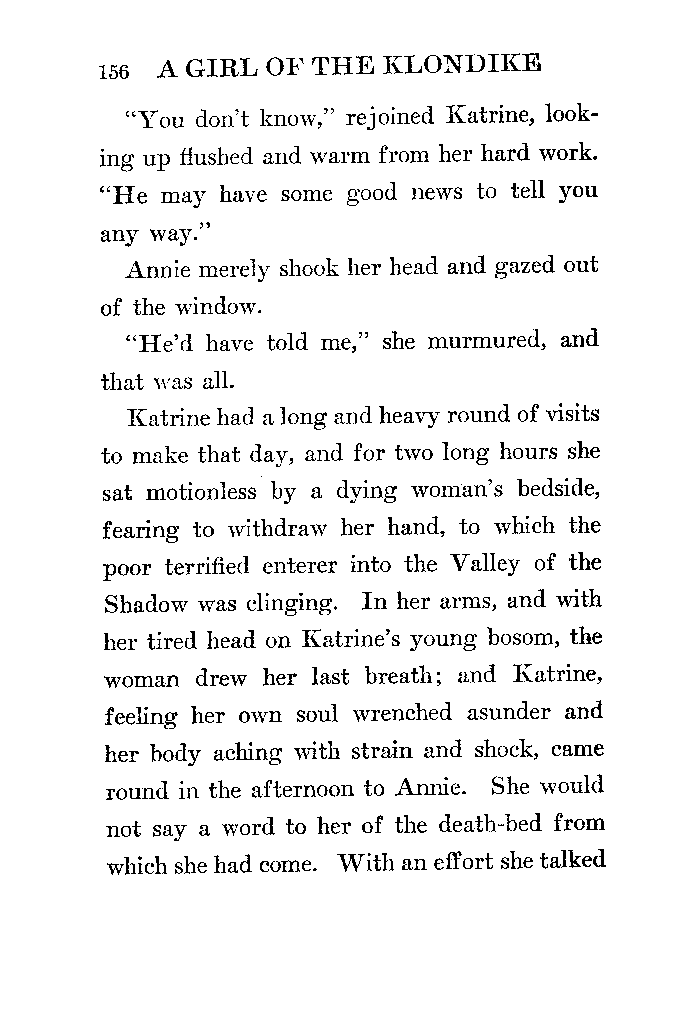 156 A GIRL OF THE KLONDIKE
"You don't know," rejoined Katrine, look-
ing up flushed and warm from her hard work.
"He may have some good news to tell you
any way."
Annie merely shook her head and gazed out
of the window.
"He'd have told me," she murmured, and
that was all.
Katrine had a long and heavy round of visits
to make that day, and for two long hours she
sat motionless by a dying woman's bedside,
fearing to withdraw her hand, to which the
poor terrified enterer into the Valley of the
Shadow was clinging. In her arms, and with
her tired head on Katrine's young bosom, the
woman drew her last breath; and Katrine,
feeling her own soul wrenched asunder and
her body aching with strain and shock, came
round in the afternoon to Annie. She would
not say a word to her of the death-bed from
which she had come. With an effort she talked